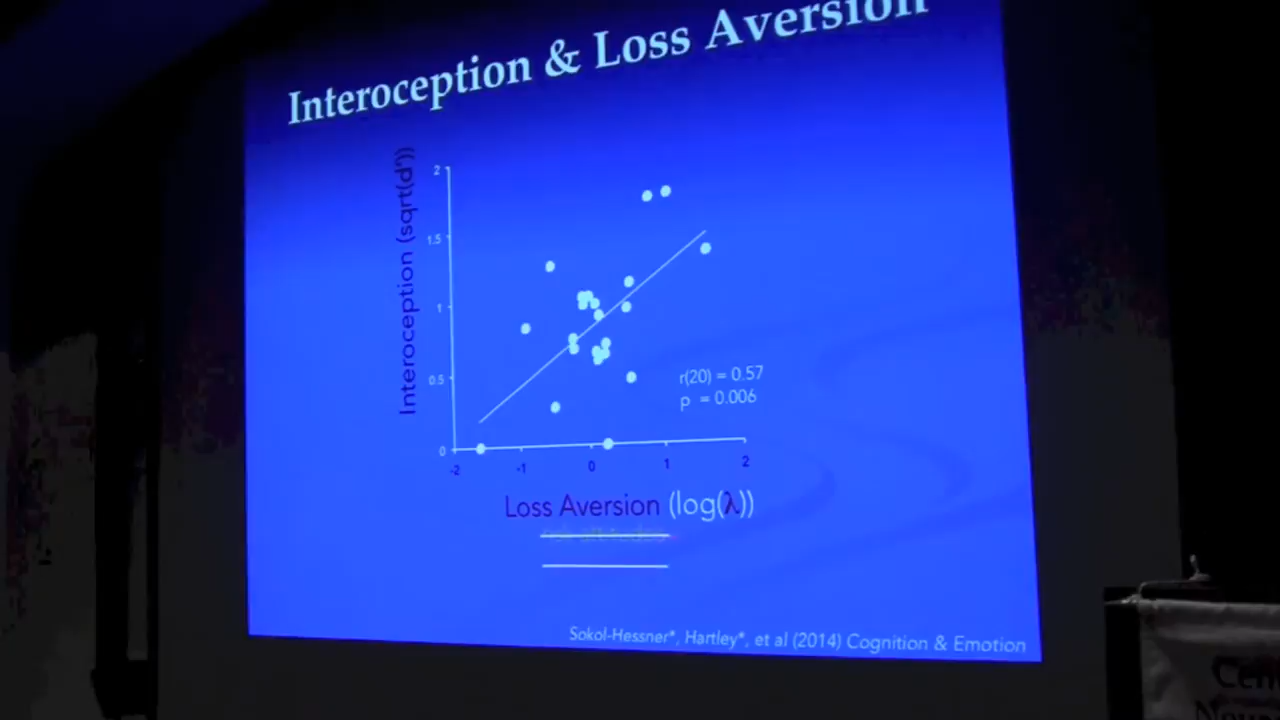 Interoception & Loss Aversion
Interoception (sqrt(d'))
2
1.5
1
0.5
0
-2 -1 0 1 2
r(20) = 0.57
p = 0.006
Loss Aversion (log(λ))
Sokol-Hessner*, Hartley*, et al (2014) Cognition & Emotion